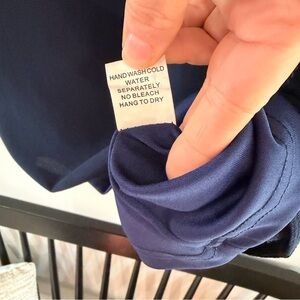 HAND WASH COLD
WATER
SEPARATELY
NO BLEACH
HANG TO DRY